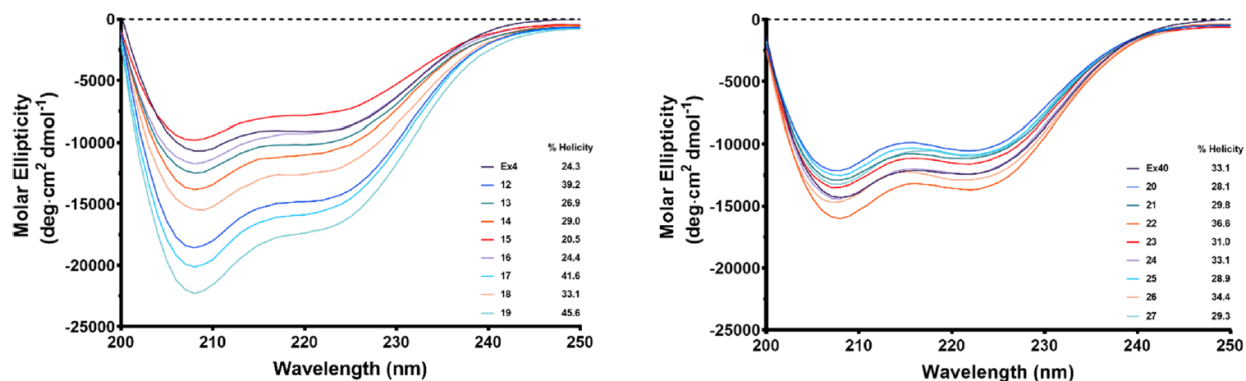 0
-5000
-10000
-15000
-20000
-25000
200 210 220 230 240 250
Wavelength (nm)
Molar Ellipticity
(deg·cm² dmol⁻¹)
% Helicity
Ex4 24.3
12 39.2
13 26.9
14 29.0
15 20.5
16 24.4
17 41.6
18 33.1
19 45.6
0
-5000
-10000
-15000
-20000
-25000
200 210 220 230 240 250
Wavelength (nm)
Molar Ellipticity
(deg·cm² dmol⁻¹)
% Helicity
Ex40 33.1
20 28.1
21 29.8
22 36.6
23 31.0
24 33.1
25 28.9
26 34.4
27 29.3